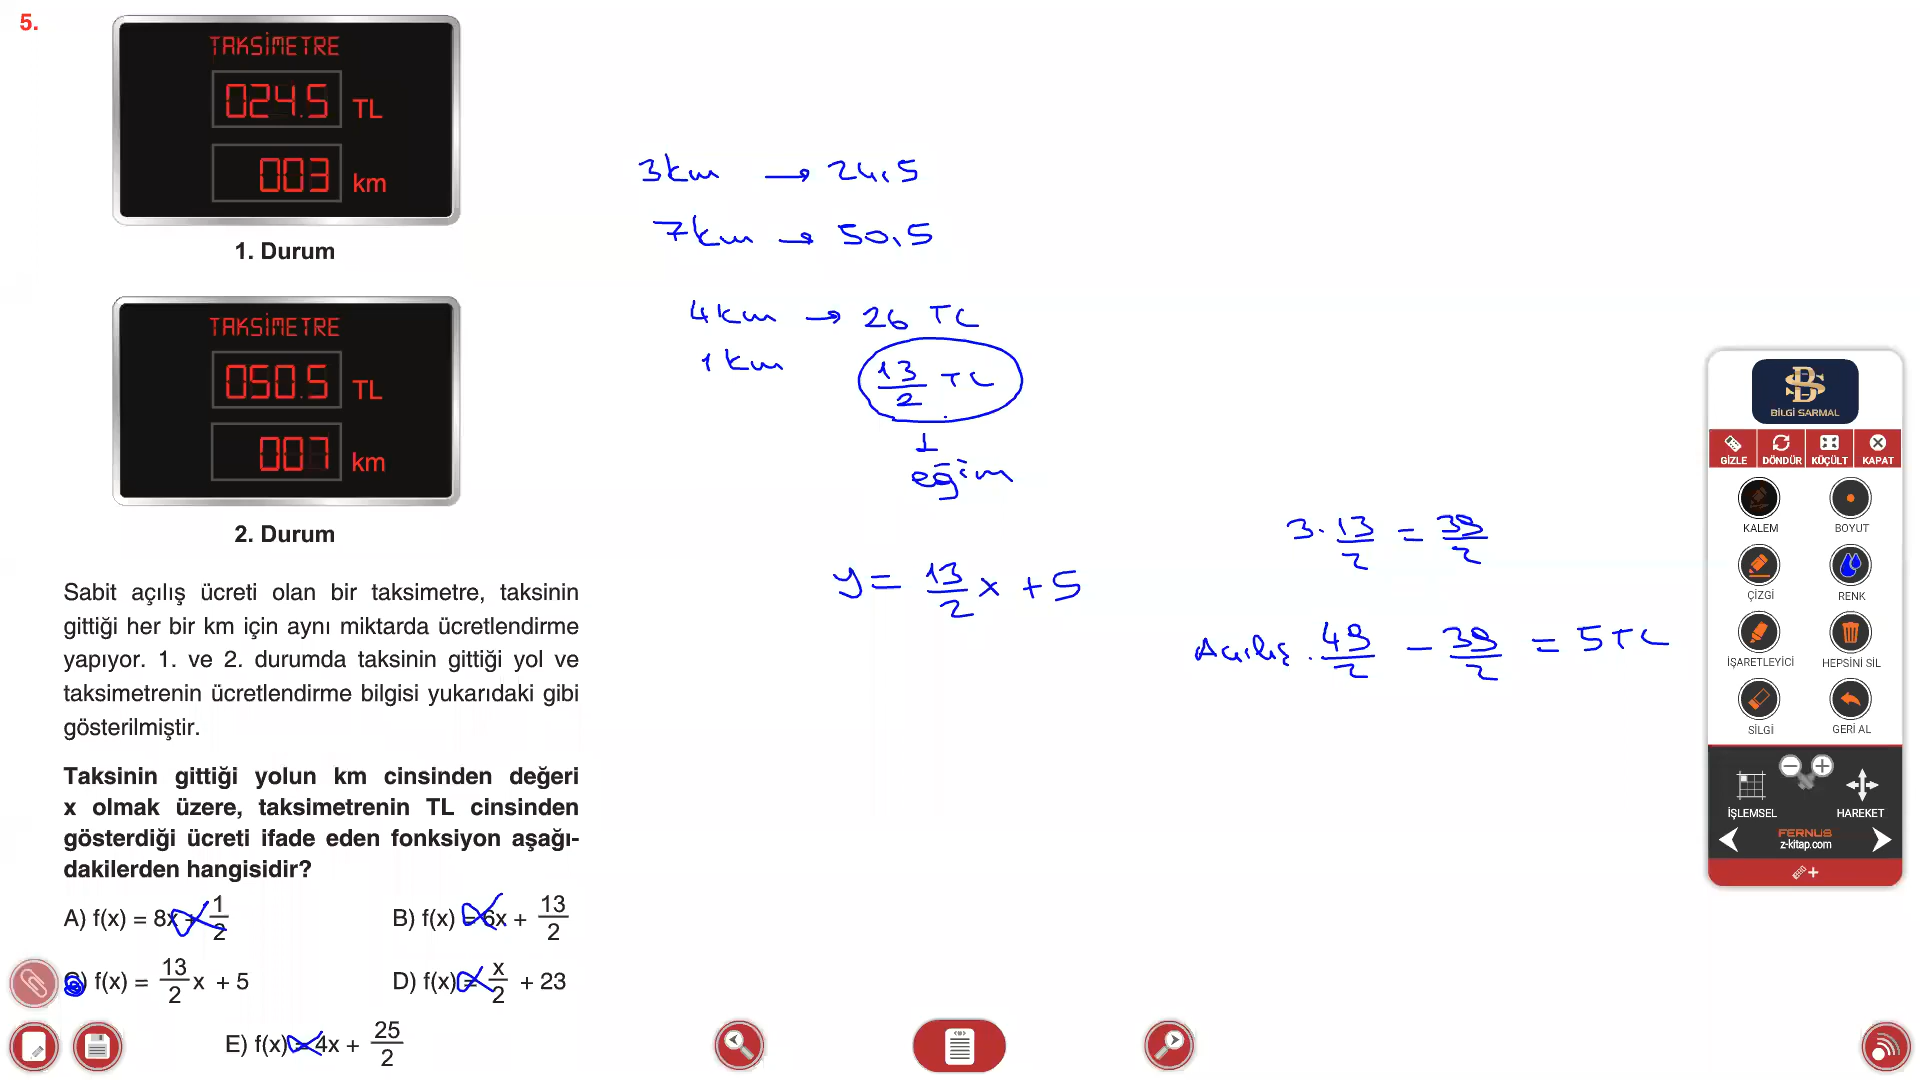 5.
TAKSİMETRE
024.5 TL
003 km
1. Durum
TAKSİMETRE
050.5 TL
007 km
2. Durum
Sabit açılış ücreti olan bir taksimetre, taksinin
gittiği her bir km için aynı miktarda ücretlendirme
yapıyor. 1. ve 2. durumda taksinin gittiği yol ve
taksimetrenin ücretlendirme bilgisi yukarıdaki gibi
gösterilmiştir.
Taksinin gittiği yolun km cinsinden değeri
x olmak üzere, taksimetrenin TL cinsinden
gösterdiği ücreti ifade eden fonksiyon aşağı-
dakilerden hangisidir?
A) f(x) = 8x + 1/2
B) f(x) = 6x + 13/2
C) f(x) = 13/2 x + 5
D) f(x) = x/2 + 23
E) f(x) = 4x + 25/2
3km → 24,5
7km → 50,5
4km → 26 TL
1km 13/2 TL
eğim
y = 13/2 x + 5
3 · 13/2 = 39/2
Açılış. 49/2 - 39/2 = 5 TL
BİLGİ SARMAL
GİZLE DÖNDÜR KÜÇÜLT KAPAT
KALEM BOYUT
ÇİZGİ RENK
İŞARETLEYİCİ HEPSİNİ SİL
SİLGİ GERİ AL
İŞLEMSEL HAREKET
FERNUS
z-kitap.com